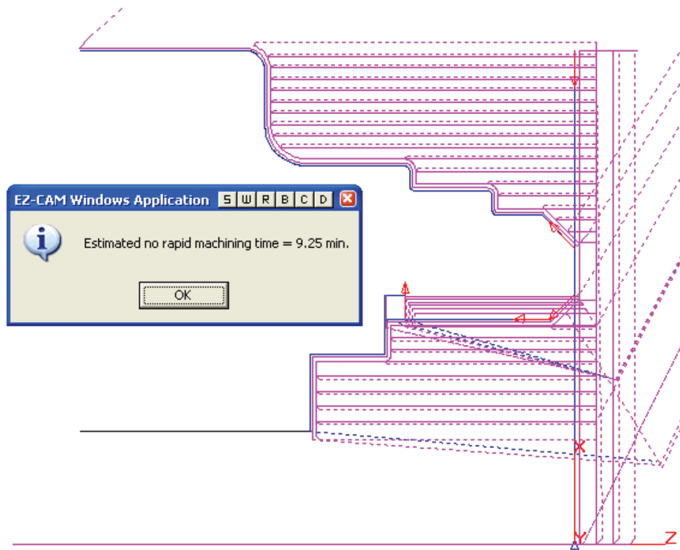 EZ-CAM Windows Application S W R B C D
Estimated no rapid machining time = 9.25 min.
OK
X
Y Z